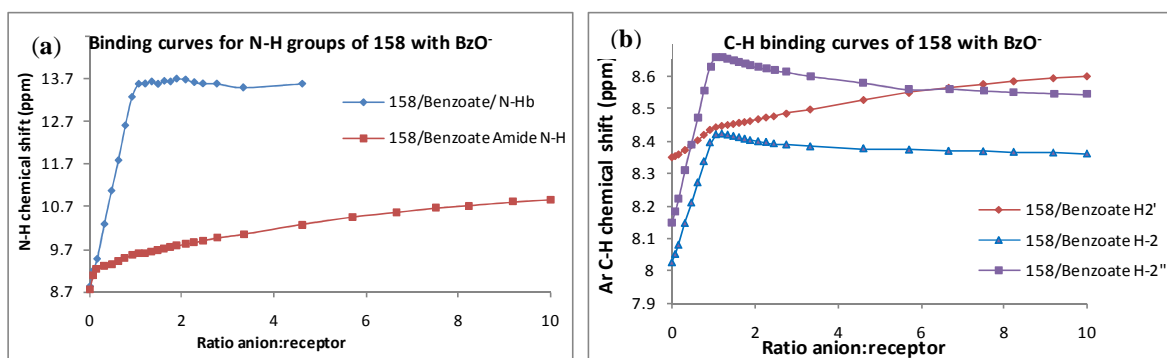 (a)
Binding curves for N-H groups of 158 with BzO⁻
N-H chemical shift (ppm)
13.7
12.7
11.7
10.7
9.7
8.7
158/Benzoate/ N-Hb
158/Benzoate Amide N-H
0
2
4
6
8
10
Ratio anion:receptor
(b)
C-H binding curves of 158 with BzO⁻
Ar C-H chemical shift (ppm)
8.6
8.5
8.4
8.3
8.2
8.1
8
7.9
158/Benzoate H2'
158/Benzoate H-2
158/Benzoate H-2"
0
2
4
6
8
10
Ratio anion:receptor